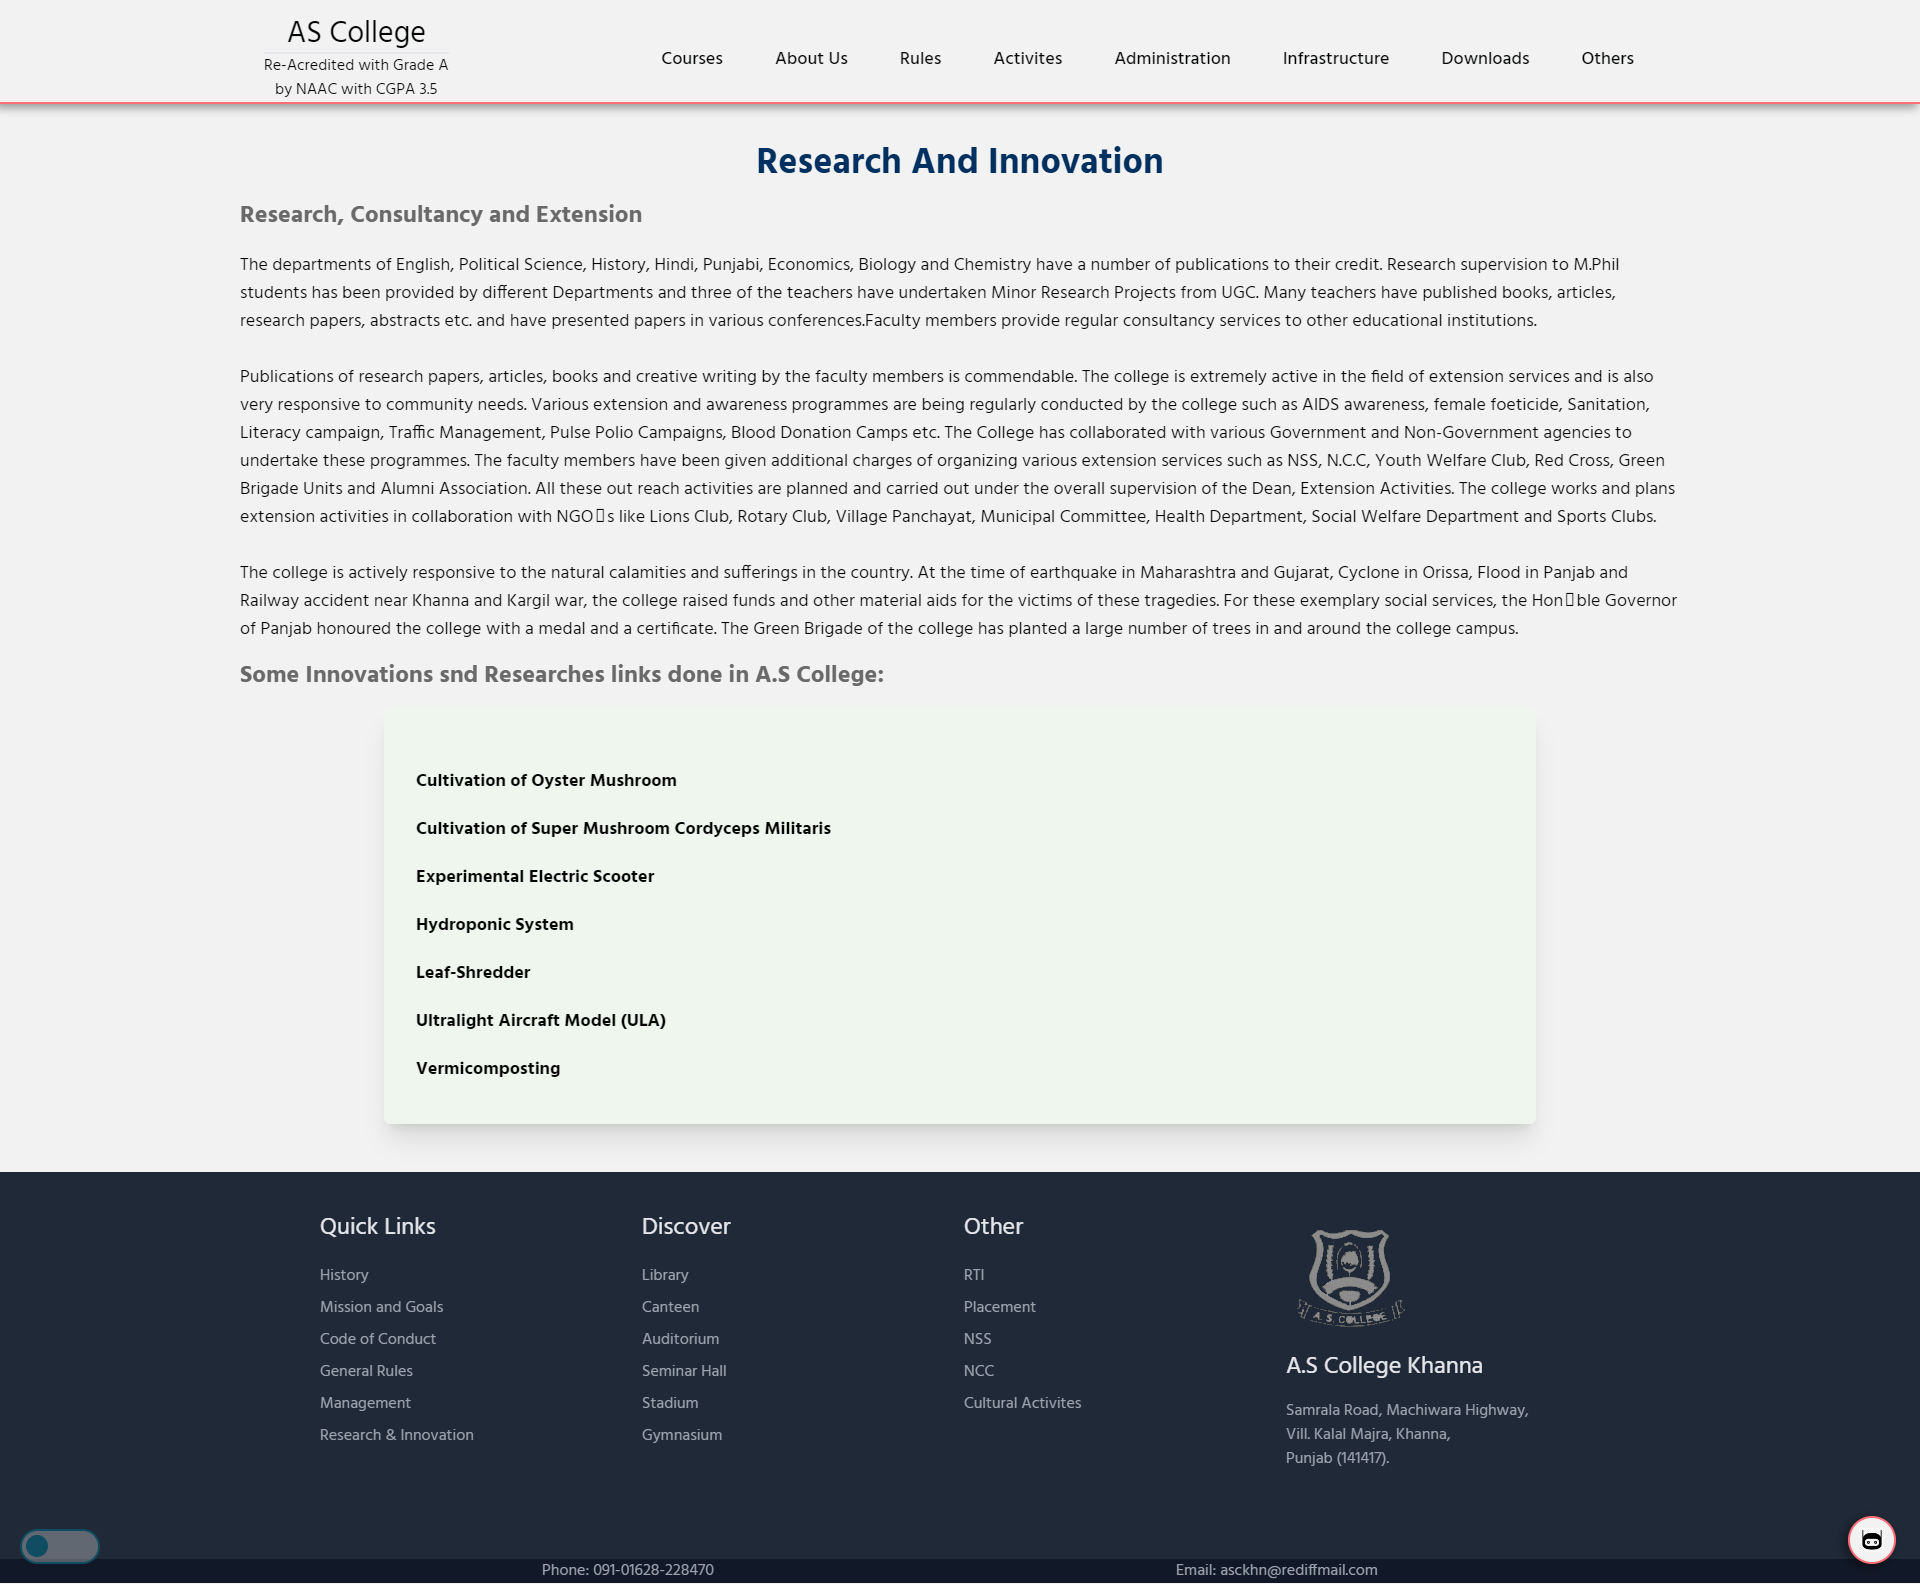 AS College
Re-Acredited with Grade A
by NAAC with CGPA 3.5
Courses About Us Rules Activites Administration Infrastructure Downloads Others
Research And Innovation
Research, Consultancy and Extension
The departments of English, Political Science, History, Hindi, Punjabi, Economics, Biology and Chemistry have a number of publications to their credit. Research supervision to M.Phil
students has been provided by different Departments and three of the teachers have undertaken Minor Research Projects from UGC. Many teachers have published books, articles,
research papers, abstracts etc. and have presented papers in various conferences.Faculty members provide regular consultancy services to other educational institutions.
Publications of research papers, articles, books and creative writing by the faculty members is commendable. The college is extremely active in the field of extension services and is also
very responsive to community needs. Various extension and awareness programmes are being regularly conducted by the college such as AIDS awareness, female foeticide, Sanitation,
Literacy campaign, Traffic Management, Pulse Polio Campaigns, Blood Donation Camps etc. The College has collaborated with various Government and Non-Government agencies to
undertake these programmes. The faculty members have been given additional charges of organizing various extension services such as NSS, N.C.C, Youth Welfare Club, Red Cross, Green
Brigade Units and Alumni Association. All these out reach activities are planned and carried out under the overall supervision of the Dean, Extension Activities. The college works and plans
extension activities in collaboration with NGO▯s like Lions Club, Rotary Club, Village Panchayat, Municipal Committee, Health Department, Social Welfare Department and Sports Clubs.
The college is actively responsive to the natural calamities and sufferings in the country. At the time of earthquake in Maharashtra and Gujarat, Cyclone in Orissa, Flood in Panjab and
Railway accident near Khanna and Kargil war, the college raised funds and other material aids for the victims of these tragedies. For these exemplary social services, the Hon▯ble Governor
of Panjab honoured the college with a medal and a certificate. The Green Brigade of the college has planted a large number of trees in and around the college campus.
Some Innovations snd Researches links done in A.S College:
Cultivation of Oyster Mushroom
Cultivation of Super Mushroom Cordyceps Militaris
Experimental Electric Scooter
Hydroponic System
Leaf-Shredder
Ultralight Aircraft Model (ULA)
Vermicomposting
Quick Links
History
Mission and Goals
Code of Conduct
General Rules
Management
Research & Innovation
Discover
Library
Canteen
Auditorium
Seminar Hall
Stadium
Gymnasium
Other
RTI
Placement
NSS
NCC
Cultural Activites
A. S. COLLEGE
A.S College Khanna
Samrala Road, Machiwara Highway,
Vill. Kalal Majra, Khanna,
Punjab (141417).
Phone: 091-01628-228470 Email: asckhn@rediffmail.com